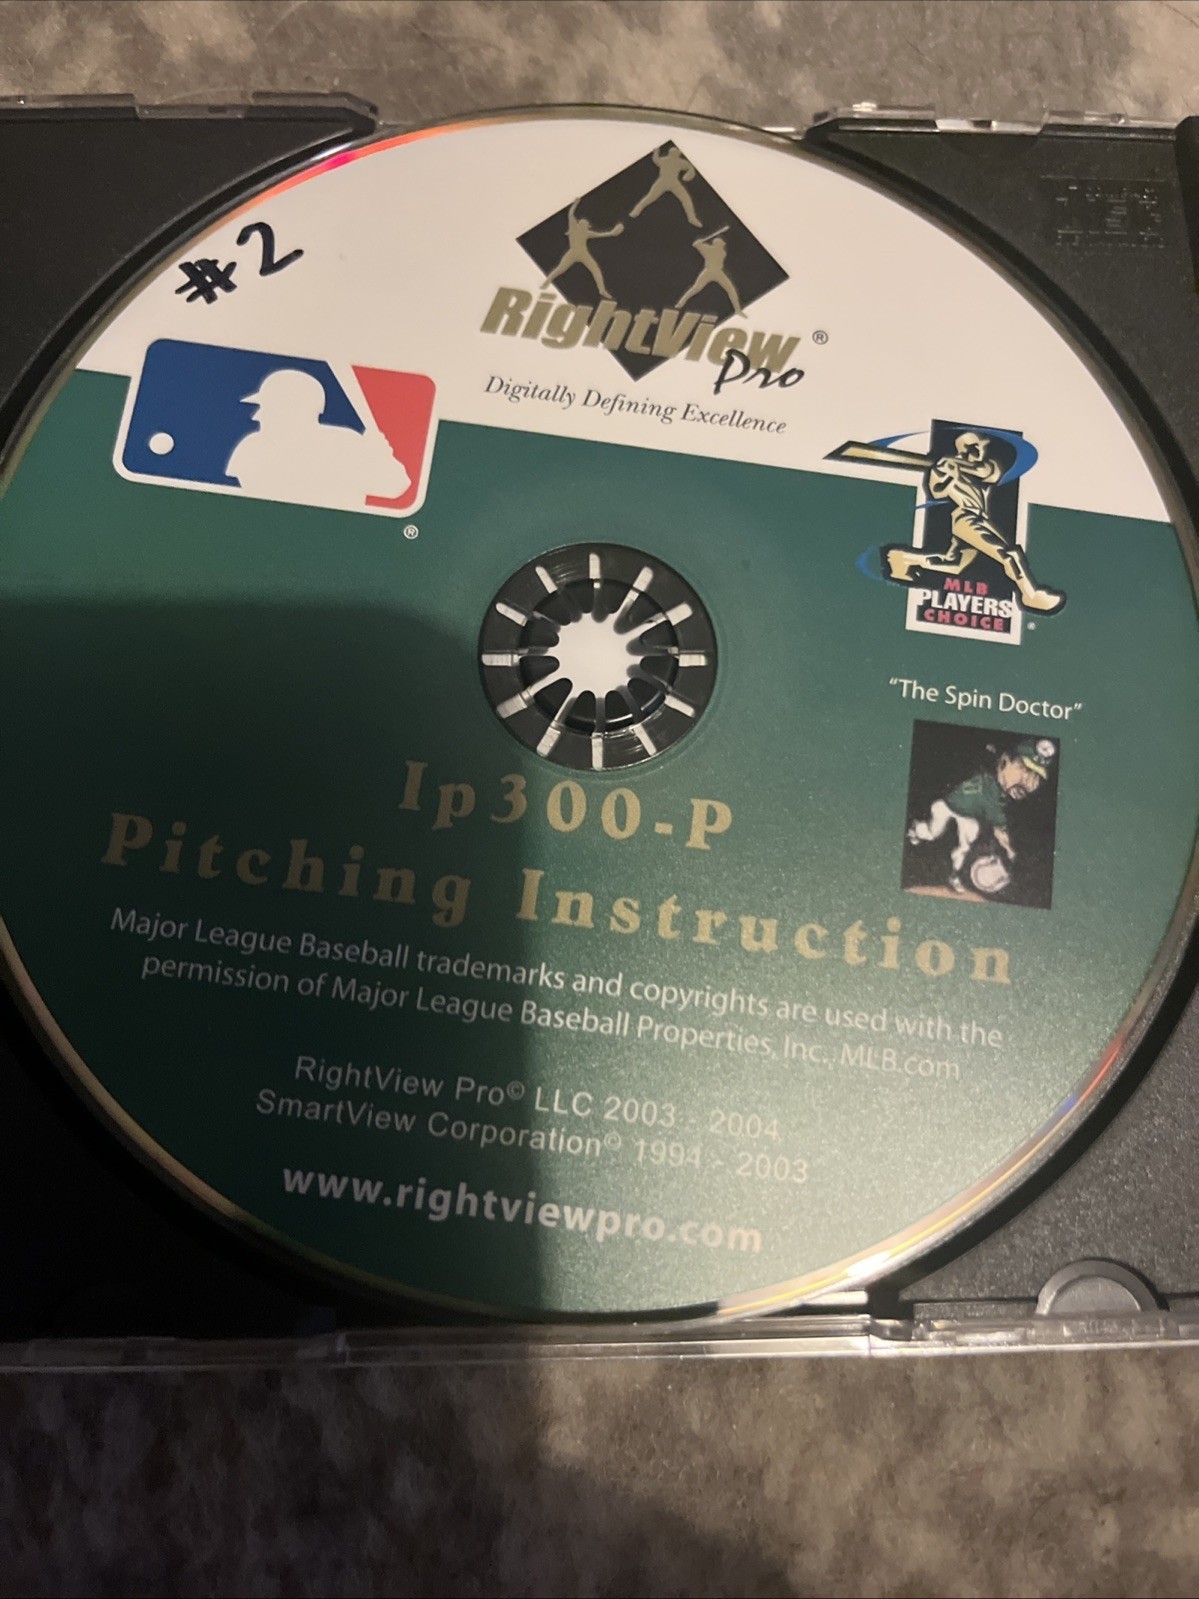 #2
RightView®
Pro
Digitally Defining Excellence
®
MLB
PLAYERS
CHOICE
"The Spin Doctor"
Ip300-P
Pitching Instruction
Major League Baseball trademarks and copyrights are used with the
permission of Major League Baseball Properties, Inc., MLB.com
RightView Pro© LLC 2003 - 2004
SmartView Corporation© 1994 - 2003
www.rightviewpro.com